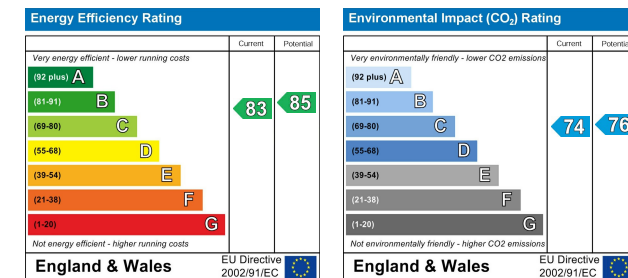 Energy Efficiency Rating
Current Potential
Very energy efficient - lower running costs
(92 plus) A
(81-91) B
(69-80) C
(55-68) D
(39-54) E
(21-38) F
(1-20) G
83 85
Not energy efficient - higher running costs
England & Wales
EU Directive
2002/91/EC
Environmental Impact (CO₂) Rating
Current Potentia
Very environmentally friendly - lower CO2 emissions
(92 plus) A
(81-91) B
(69-80) C
(55-68) D
(39-54) E
(21-38) F
(1-20) G
74 76
Not environmentally friendly - higher CO2 emissions
England & Wales
EU Directive
2002/91/EC